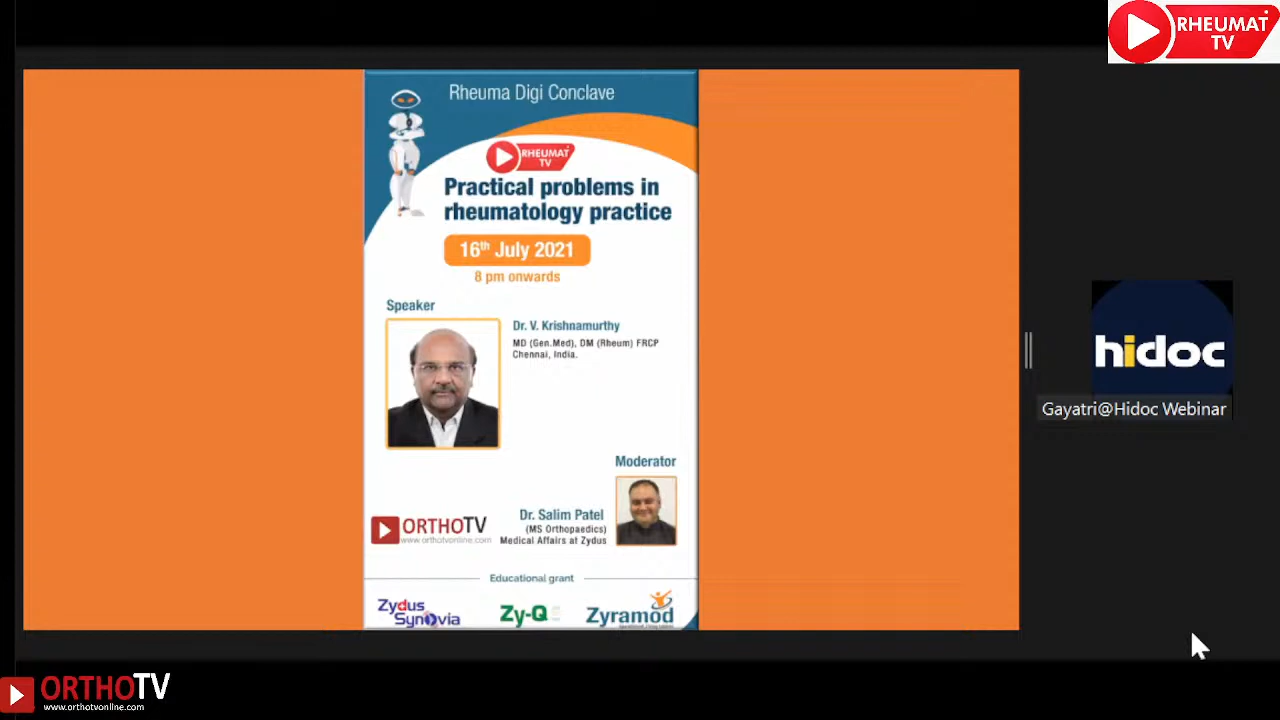 RHEUMAT
TV
Rheuma Digi Conclave
RHEUMAT
TV
Practical problems in
rheumatology practice
16th July 2021
8 pm onwards
Speaker
Dr. V. Krishnamurthy
MD (Gen.Med), DM (Rheum) FRCP
Chennai, India.
hidoc
Gayatri@Hidoc Webinar
Moderator
Dr. Salim Patel
(MS Orthopaedics)
Medical Affairs at Zydus
ORTHOTV
www.orthotvonline.com
Educational grant
Zydus
Synovia
Zy-Q
Zyramod
ORTHOTV
www.orthotvonline.com